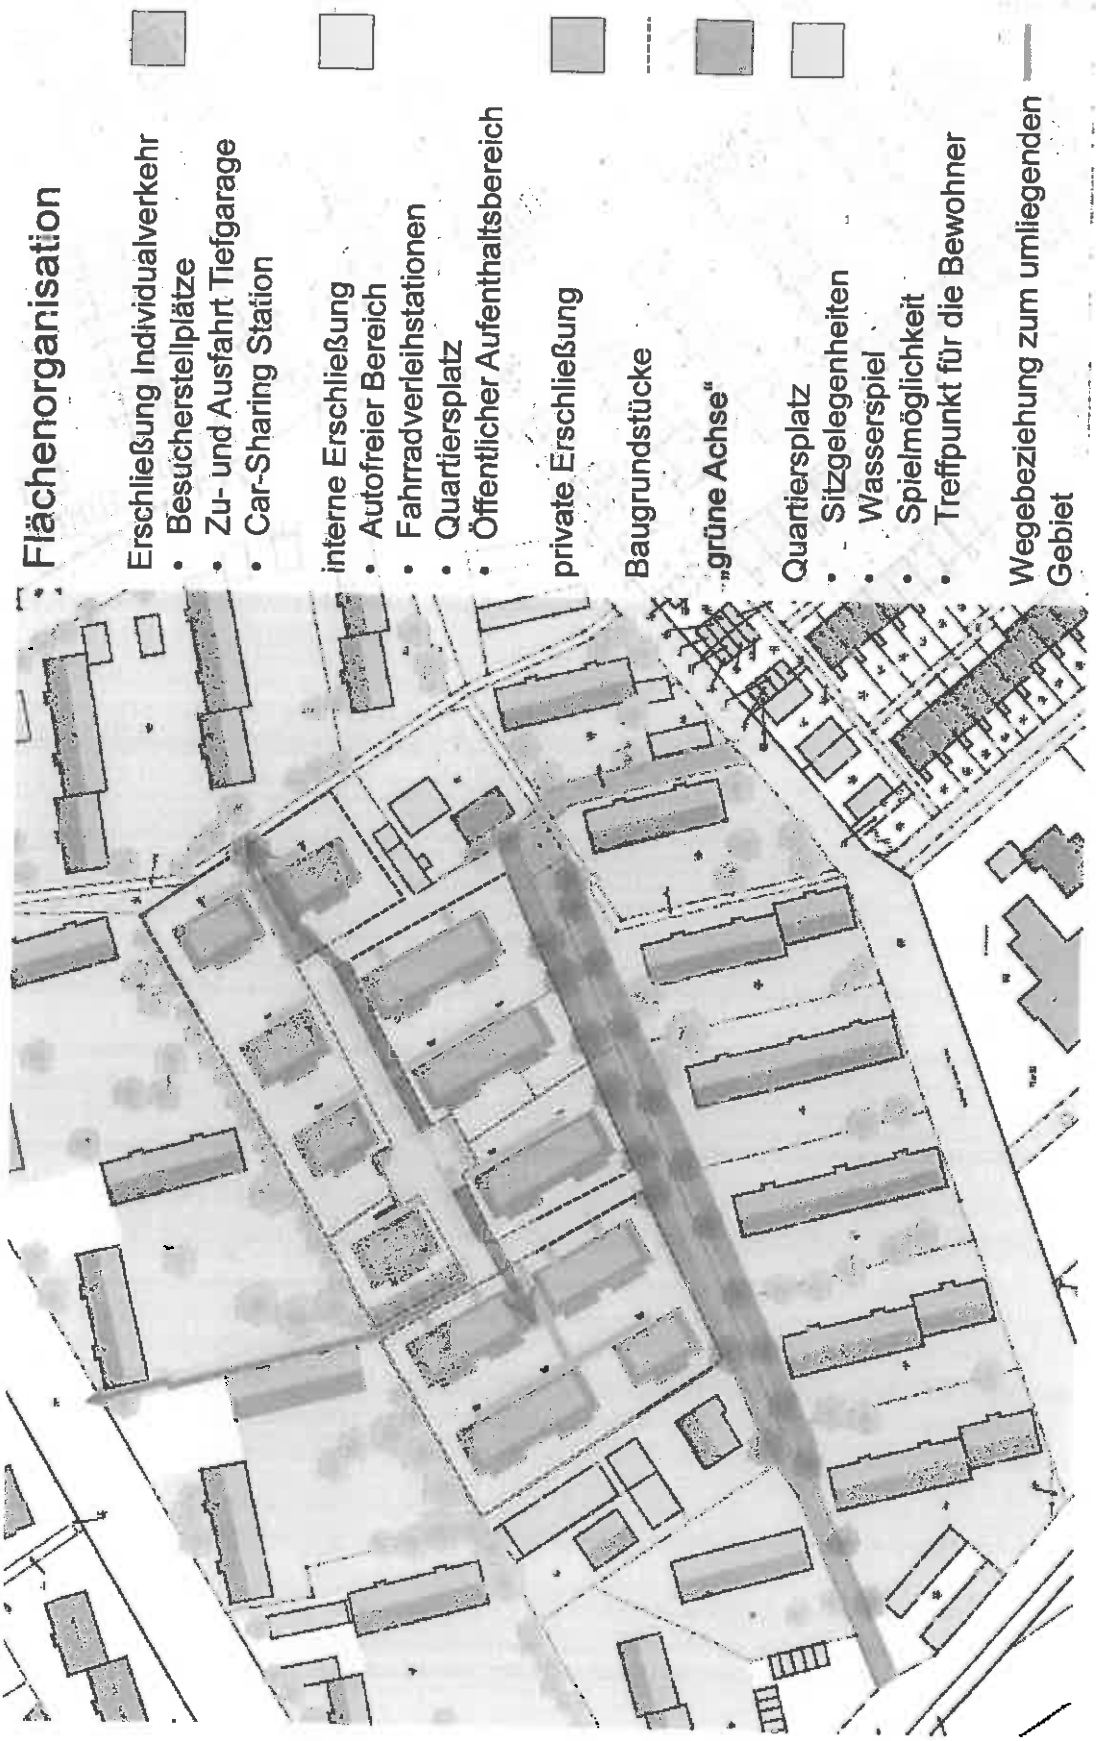 Flächenorganisation
Erschließung Individualverkehr
• Besucherstellplätze
• Zu- und Ausfahrt Tiefgarage
• Car-Sharing Station
interne Erschließung
• Autofreier Bereich
• Fahrradverleihstationen
• Quartiersplatz
• Öffentlicher Aufenthaltsbereich
private Erschließung
Baugrundstücke
„grüne Achse“
Quartiersplatz
• Sitzgelegenheiten
• Wasserspiel
• Spielmöglichkeit
• Treffpunkt für die Bewohner
Wegebeziehung zum umliegenden
Gebiet